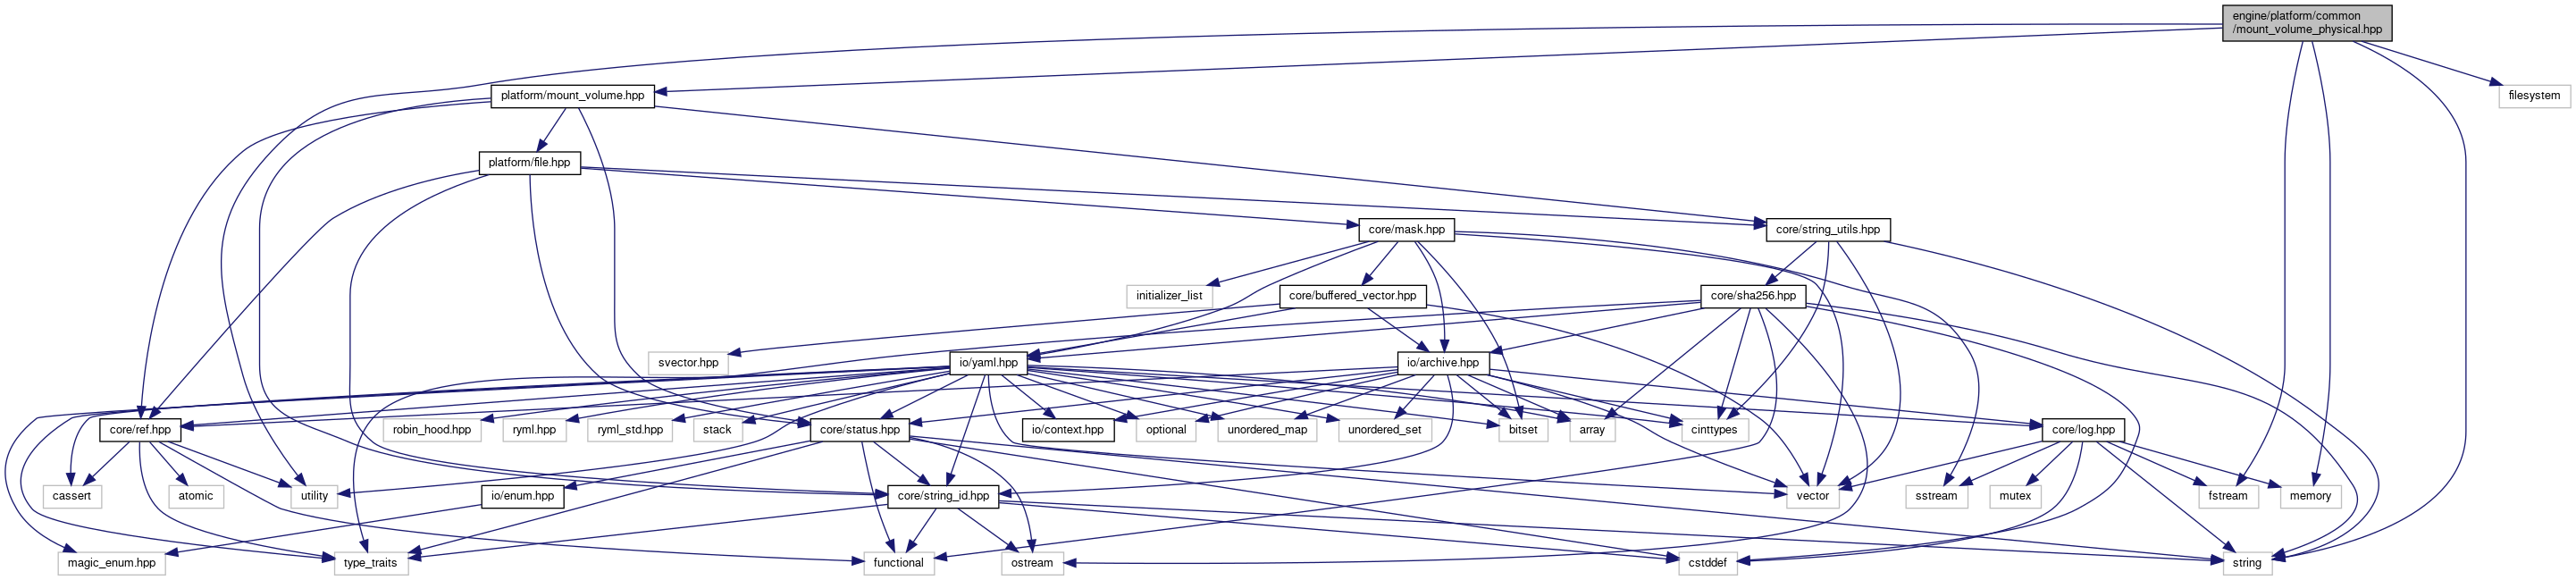 engine/platform/common
/mount_volume_physical.hpp
platform/mount_volume.hpp
filesystem
platform/file.hpp
core/mask.hpp
core/string_utils.hpp
initializer_list
core/buffered_vector.hpp
core/sha256.hpp
svector.hpp
io/yaml.hpp
io/archive.hpp
core/ref.hpp
robin_hood.hpp
ryml.hpp
ryml_std.hpp
stack
core/status.hpp
io/context.hpp
optional
unordered_map
unordered_set
bitset
array
cinttypes
core/log.hpp
cassert
atomic
utility
io/enum.hpp
core/string_id.hpp
vector
sstream
mutex
fstream
memory
magic_enum.hpp
type_traits
functional
ostream
cstddef
string